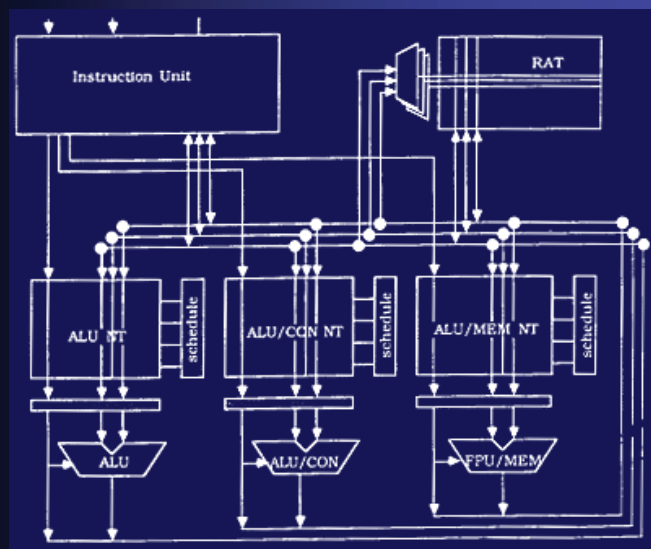 Instruction Unit
RAT
ALU NT
schedule
ALU/CON NT
schedule
ALU/MEM NT
schedule
ALU
ALU/CON
FPU/MEM